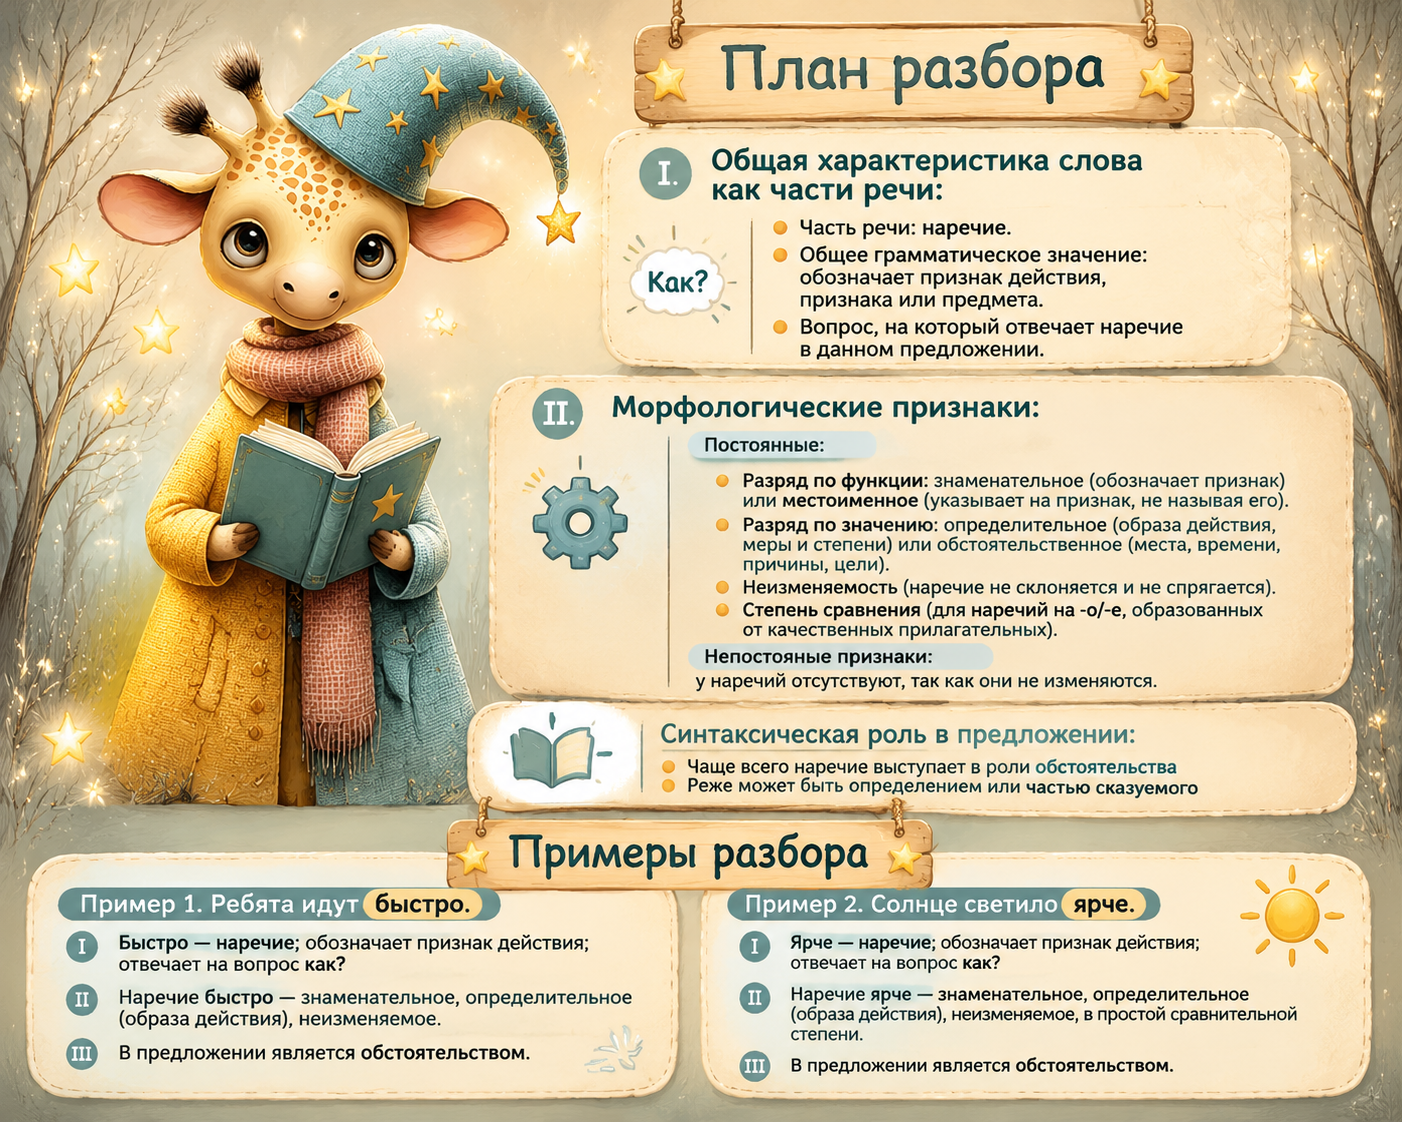 План разбора
I.
Общая характеристика слова
как части речи:
Как?
Часть речи: наречие.
Общее грамматическое значение:
обозначает признак действия,
признака или предмета.
Вопрос, на который отвечает наречие
в данном предложении.
II.
Морфологические признаки:
Постоянные:
Разряд по функции: знаменательное (обозначает признак)
или местоименное (указывает на признак, не называя его).
Разряд по значению: определительное (образа действия,
меры и степени) или обстоятельственное (места, времени,
причины, цели).
Неизменяемость (наречие не склоняется и не спрягается).
Степень сравнения (для наречий на -о/-е, образованных
от качественных прилагательных).
Непостояные признаки:
у наречий отсутствуют, так как они не изменяются.
Синтаксическая роль в предложении:
Чаще всего наречие выступает в роли обстоятельства
Реже может быть определением или частью сказуемого
Примеры разбора
Пример 1. Ребята идут быстро.
I
Быстро — наречие; обозначает признак действия;
отвечает на вопрос как?
II
Наречие быстро — знаменательное, определительное
(образа действия), неизменяемое.
III
В предложении является обстоятельством.
Пример 2. Солнце светило ярче.
I
Ярче — наречие; обозначает признак действия;
отвечает на вопрос как?
II
Наречие ярче — знаменательное, определительное
(образа действия), неизменяемое, в простой сравнительной
степени.
III
В предложении является обстоятельством.